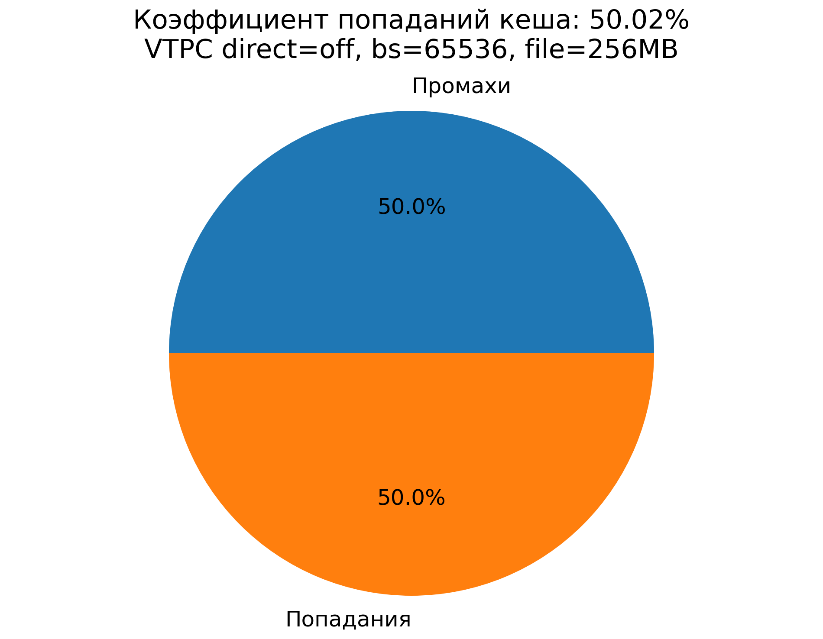 Коэффициент попаданий кеша: 50.02%
VTPC direct=off, bs=65536, file=256MB
Промахи
50.0%
50.0%
Попадания